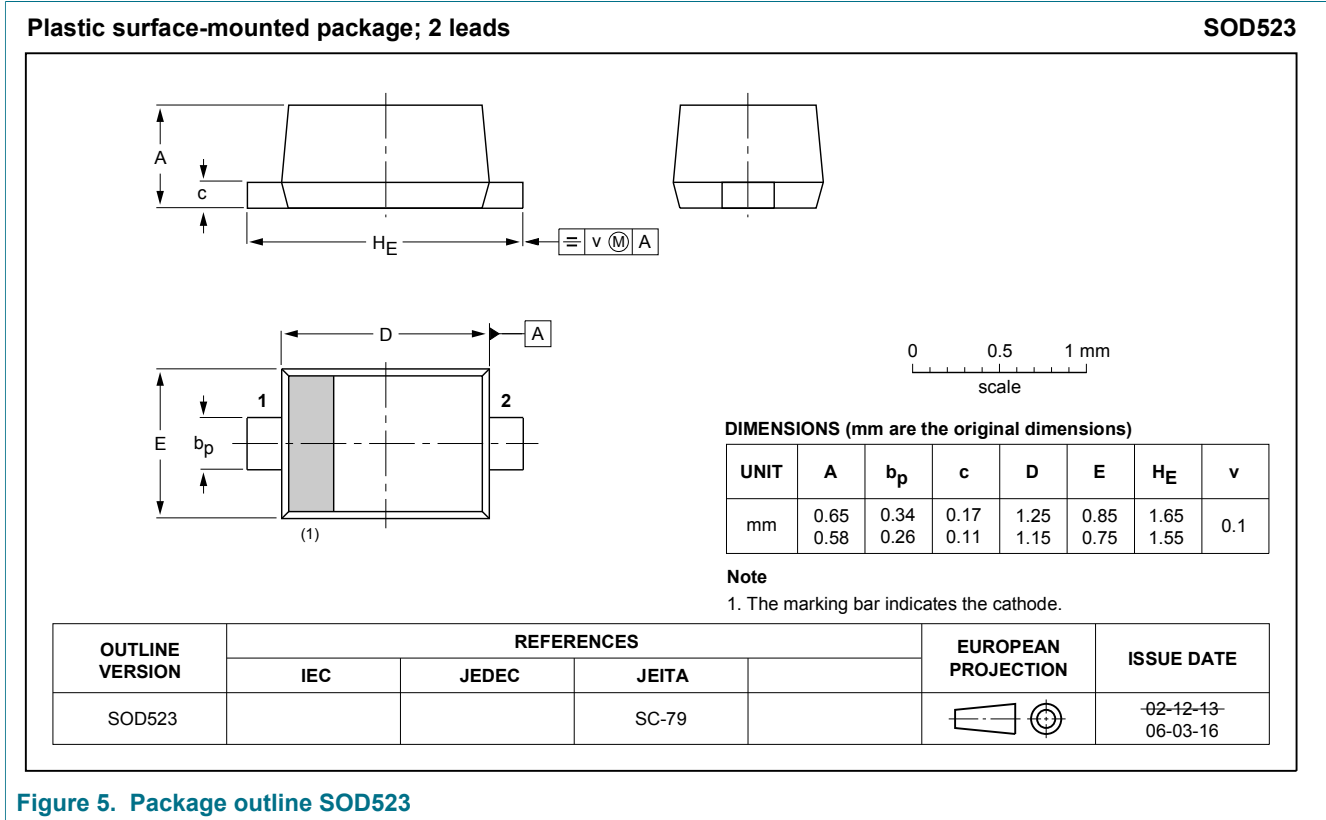 Plastic surface-mounted package; 2 leads SOD523
A
c
HE
v M A
D A
E bp 1 2
(1)
0 0.5 1 mm
scale
DIMENSIONS (mm are the original dimensions)
UNIT A bp c D E HE v
mm 0.65 0.34 0.17 1.25 0.85 1.65 0.1
0.58 0.26 0.11 1.15 0.75 1.55
Note
1. The marking bar indicates the cathode.
OUTLINE VERSION REFERENCES EUROPEAN PROJECTION ISSUE DATE
IEC JEDEC JEITA
SOD523 SC-79 02-12-13
06-03-16
Figure 5. Package outline SOD523